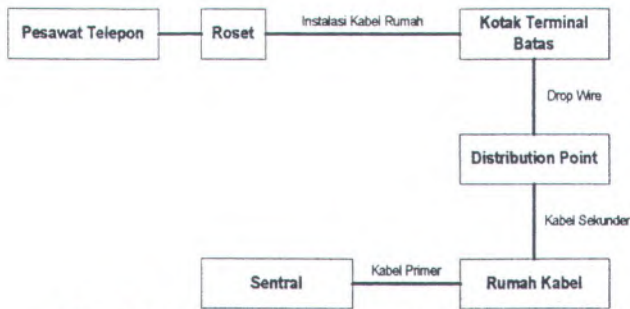 Pesawat Telepon
Roset
Instalasi Kabel Rumah
Kotak Terminal
Batas
Drop Wire
Distribution Point
Kabel Sekunder
Sentral
Kabel Primer
Rumah Kabel